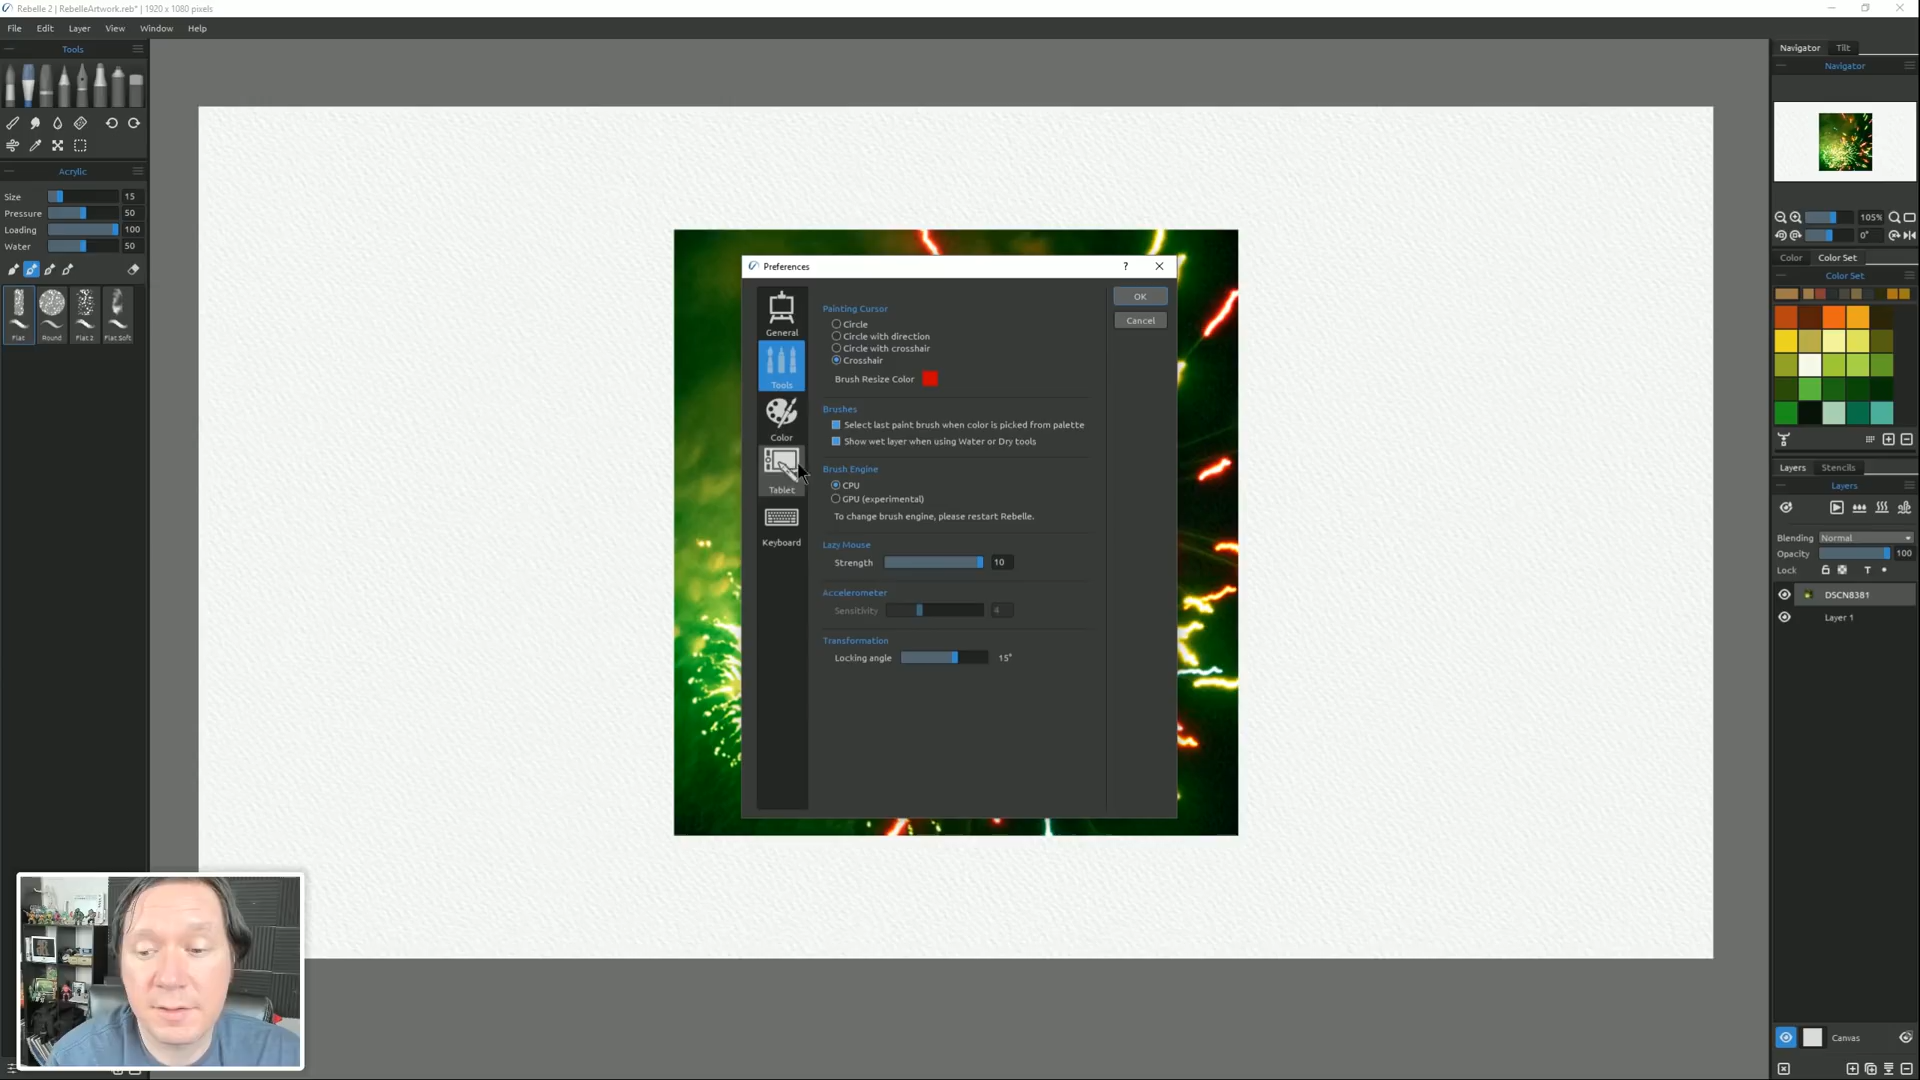 Rebelle 2 | RebelleArtwork.reb* | 1920 x 1080 pixels
File Edit Layer View Window Help
Tools
Acrylic
Size 15
Pressure 50
Loading 100
Water 50
Flat Round Flat 2 Flat Soft
Preferences ? 
General
Tools
Color
Tablet
Keyboard
Painting Cursor
Circle
Circle with direction
Circle with crosshair
Crosshair
Brush Resize Color
Brushes
Select last paint brush when color is picked from palette
Show wet layer when using Water or Dry tools
Brush Engine
CPU
GPU (experimental)
To change brush engine, please restart Rebelle.
Lazy Mouse
Strength 10
Accelerometer
Sensitivity 4
Transformation
Locking angle 15°
OK
Cancel
Navigator Tilt
Navigator
105%
0°
Color Color Set
Color Set
Layers Stencils
Layers
Blending Normal
Opacity 100
Lock T
DSCN8381
Layer 1
Canvas